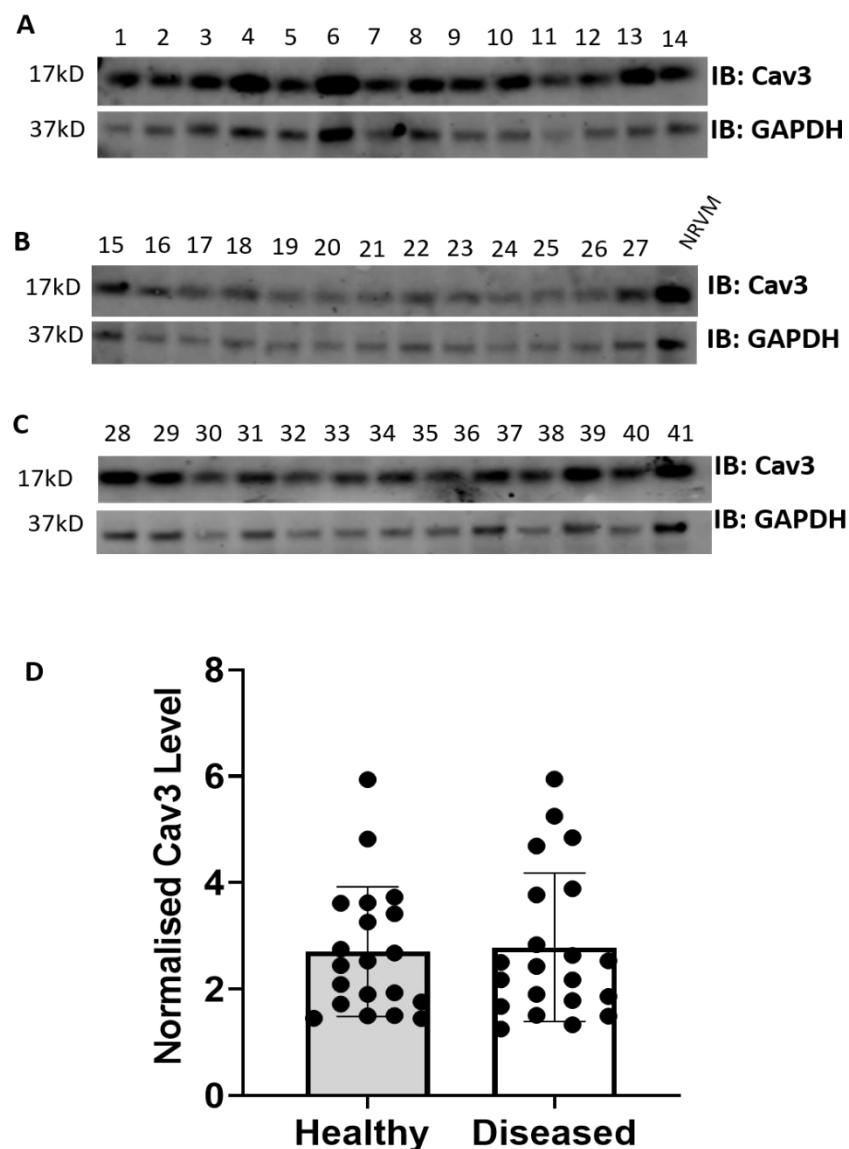 A
1 2 3 4 5 6 7 8 9 10 11 12 13 14
17kD IB: Cav3
37kD IB: GAPDH
B
15 16 17 18 19 20 21 22 23 24 25 26 27 NRVM
17kD IB: Cav3
37kD IB: GAPDH
C
28 29 30 31 32 33 34 35 36 37 38 39 40 41
17kD IB: Cav3
37kD IB: GAPDH
D
Normalised Cav3 Level
8
6
4
2
0
Healthy Diseased